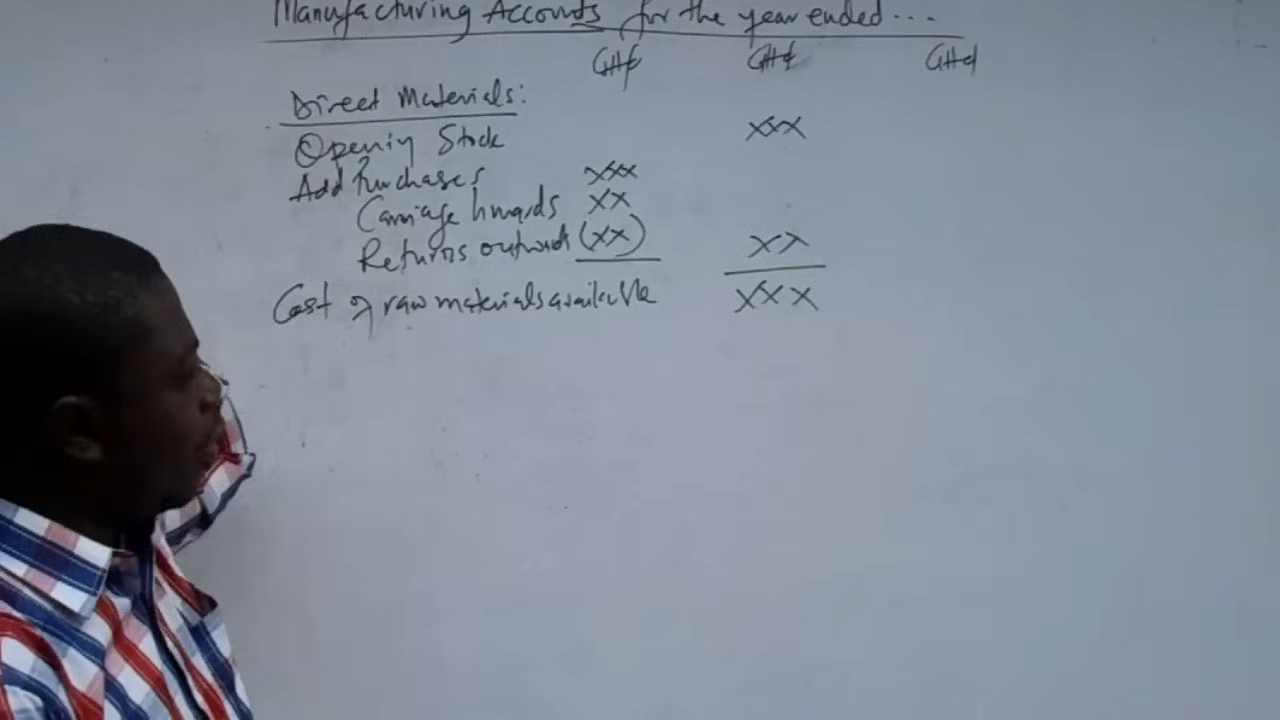 Manufacturing Accounts for the year ended...
GH¢ GH¢ GH¢
Direct Materials:
Opening Stock XXX
Add Purchases XXX
Carriage Inwards XX
Returns outwards (XX) XX
Cost of raw materials available XXX